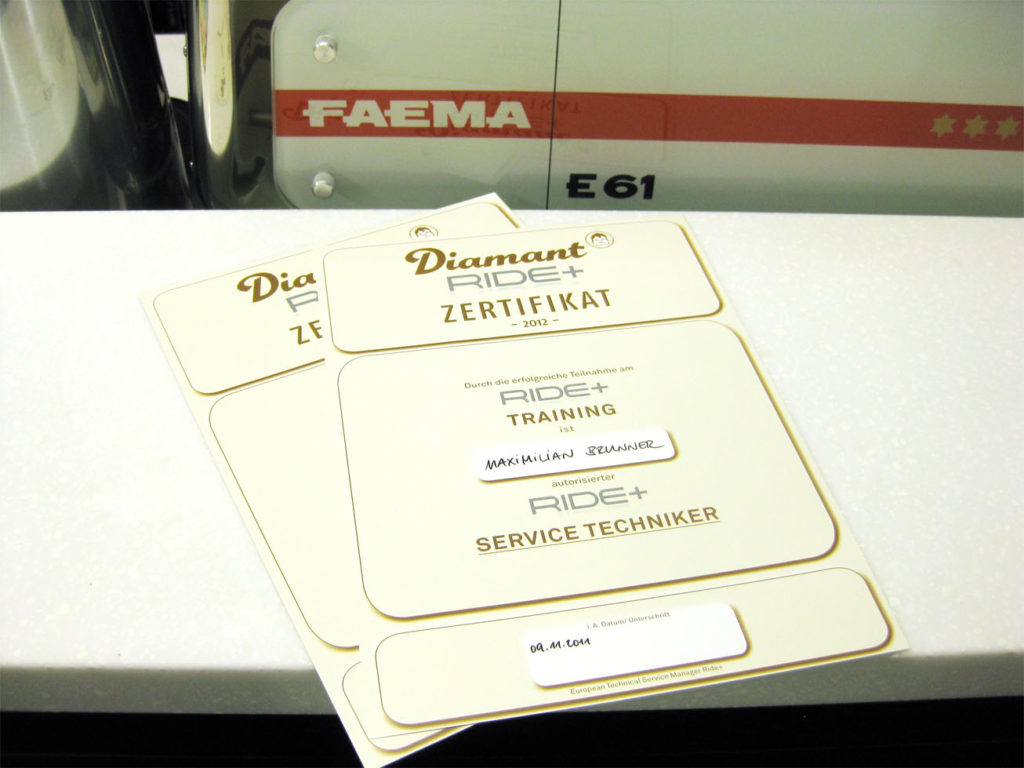 FAEMA
E 61
Dia
ZE
Diamant
RIDE+
ZERTIFIKAT
- 2012 -
Durch die erfolgreiche Teilnahme am
RIDE+
TRAINING
ist
MAXIMILIAN BRUNNER
autorisierter
RIDE+
SERVICE TECHNIKER
i. A. Datum/ Unterschrift
09.11.2011
European Technical Service Manager Ride+